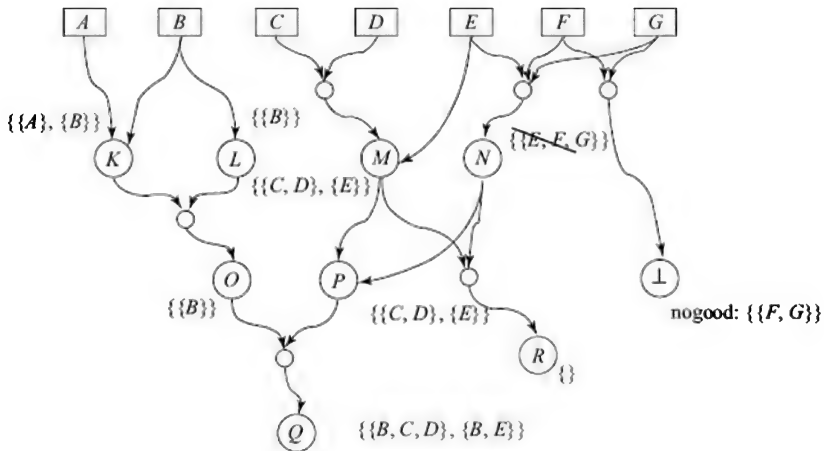 A B C D E F G
{{A}, {B}} {{B}} {{E, F, G}}
K L M N
{{C, D}, {E}}
O P ⊥
{{B}} {{C, D}, {E}} nogood: {{F, G}}
R
{}
Q {{B, C, D}, {B, E}}